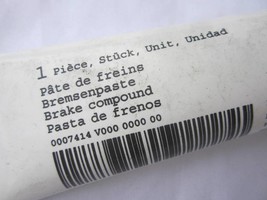 1 Pièce, Stück, Unit, Unidad
Pâte de freins
Bremsenpaste
Brake compound
Pasta de frenos
0007414 V000 0000 00